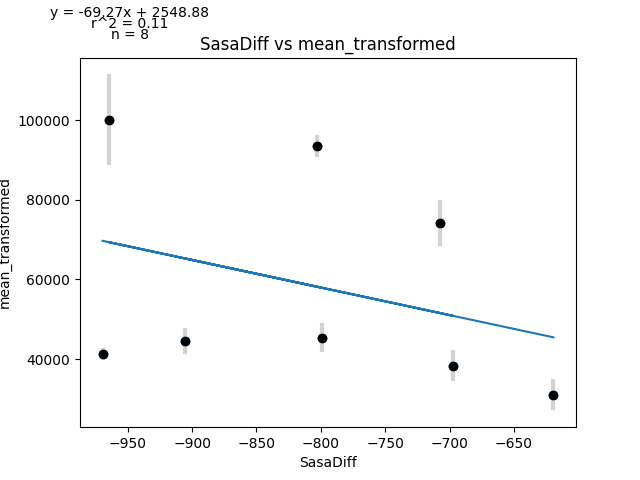 y = -69.27x + 2548.88
r^2 = 0.11
n = 8
SasaDiff vs mean_transformed
100000
80000
60000
40000
mean_transformed
−950
−900
−850
−800
−750
−700
−650
SasaDiff